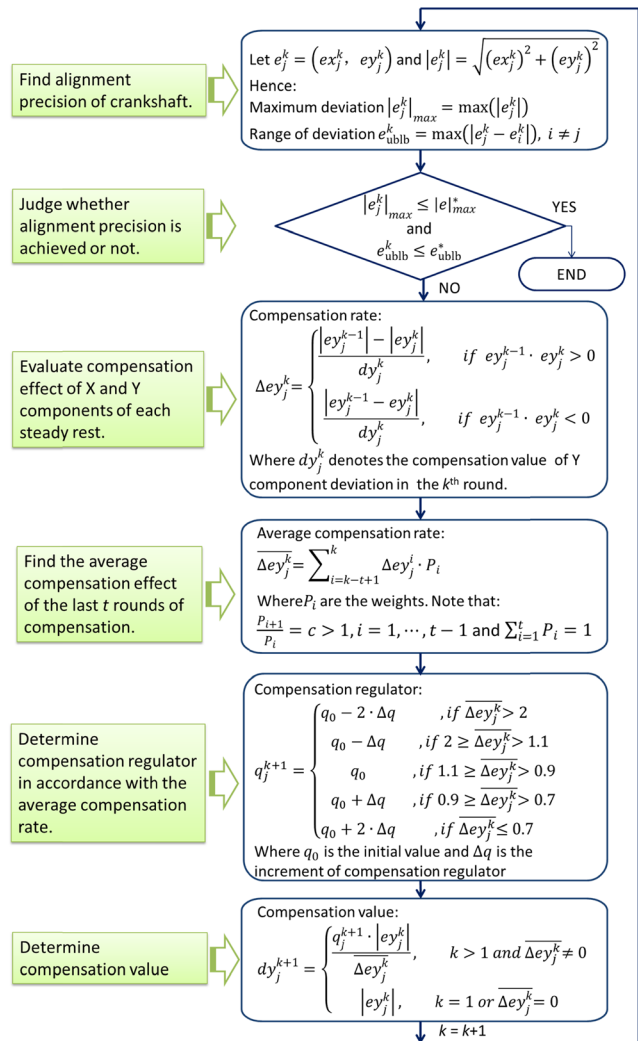 Find alignment
precision of crankshaft.
Let e_j^k = (ex_j^k, ey_j^k) and |e_j^k| = √((ex_j^k)^2 + (ey_j^k)^2)
Hence:
Maximum deviation |e_j^k|_max = max(|e_j^k|)
Range of deviation e_ublb^k = max(|e_j^k − e_i^k|), i ≠ j
Judge whether
alignment precision is
achieved or not.
|e_j^k|_max ≤ |e|_max^*
and
e_ublb^k ≤ e_ublb^*
YES
END
NO
Evaluate compensation
effect of X and Y
components of each
steady rest.
Compensation rate:
Δey_j^k = { (|ey_j^{k−1}| − |ey_j^k|) / dy_j^k, if ey_j^{k−1} · ey_j^k > 0
|ey_j^{k−1} − ey_j^k| / dy_j^k, if ey_j^{k−1} · ey_j^k < 0
Where dy_j^k denotes the compensation value of Y
component deviation in the k^th round.
Find the average
compensation effect
of the last t rounds of
compensation.
Average compensation rate:
\overline{Δey_j^k} = ∑_{i=k−t+1}^{k} Δey_j^i · P_i
WhereP_i are the weights. Note that:
P_{i+1}/P_i = c > 1, i = 1, ⋯, t − 1 and ∑_{i=1}^{t} P_i = 1
Determine
compensation regulator
in accordance with the
average compensation
rate.
Compensation regulator:
q_j^{k+1} = { q_0 − 2 · Δq , if \overline{Δey_j^k} > 2
q_0 − Δq , if 2 ≥ \overline{Δey_j^k} > 1.1
q_0 , if 1.1 ≥ \overline{Δey_j^k} > 0.9
q_0 + Δq , if 0.9 ≥ \overline{Δey_j^k} > 0.7
q_0 + 2 · Δq , if \overline{Δey_j^k} ≤ 0.7
Where q_0 is the initial value and Δq is the
increment of compensation regulator
Determine
compensation value
Compensation value:
dy_j^{k+1} = { (q_j^{k+1} · |ey_j^k|) / \overline{Δey_j^k}, k > 1 and \overline{Δey_j^k} ≠ 0
|ey_j^k|, k = 1 or \overline{Δey_j^k} = 0
k = k+1